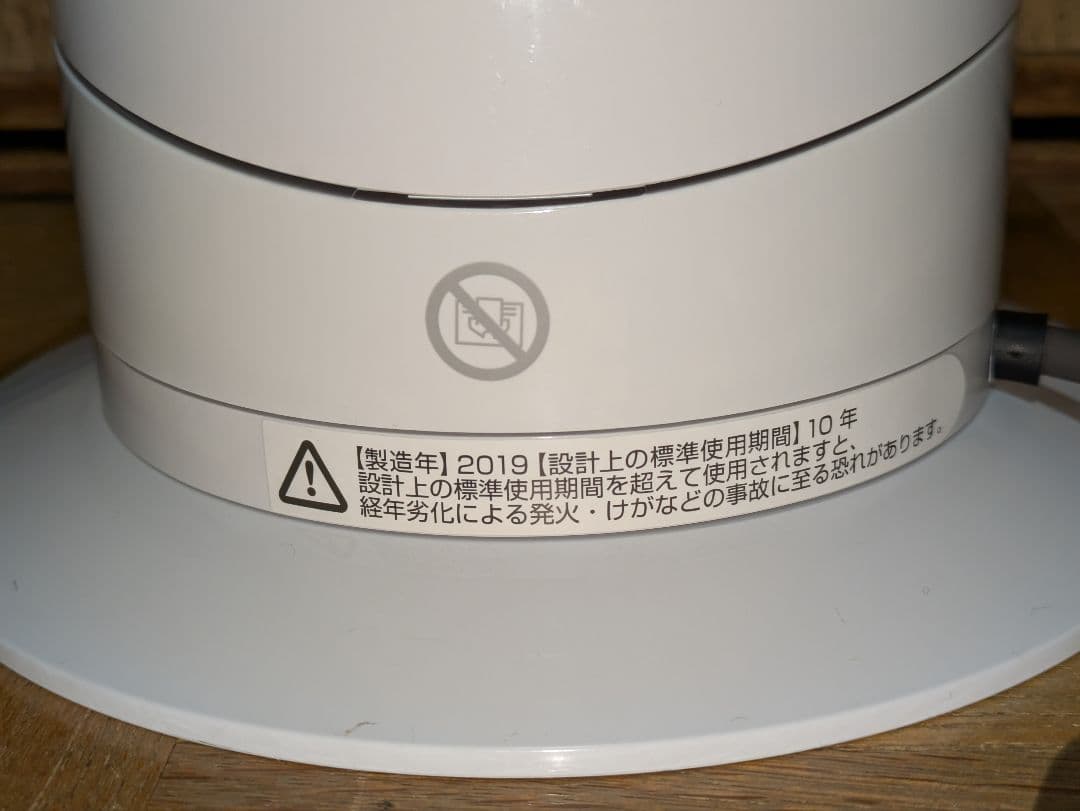 【製造年】2019【設計上の標準使用期間】10年
設計上の標準使用期間を超えて使用されますと、
経年劣化による発火・けがなどの事故に至る恐れがあります。